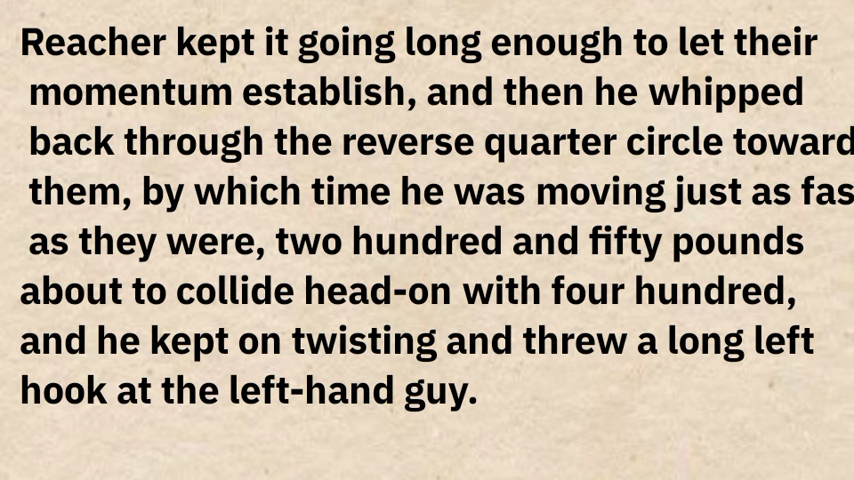 Reacher kept it going long enough to let their
momentum establish, and then he whipped
back through the reverse quarter circle toward
them, by which time he was moving just as fas
as they were, two hundred and fifty pounds
about to collide head-on with four hundred,
and he kept on twisting and threw a long left
hook at the left-hand guy.